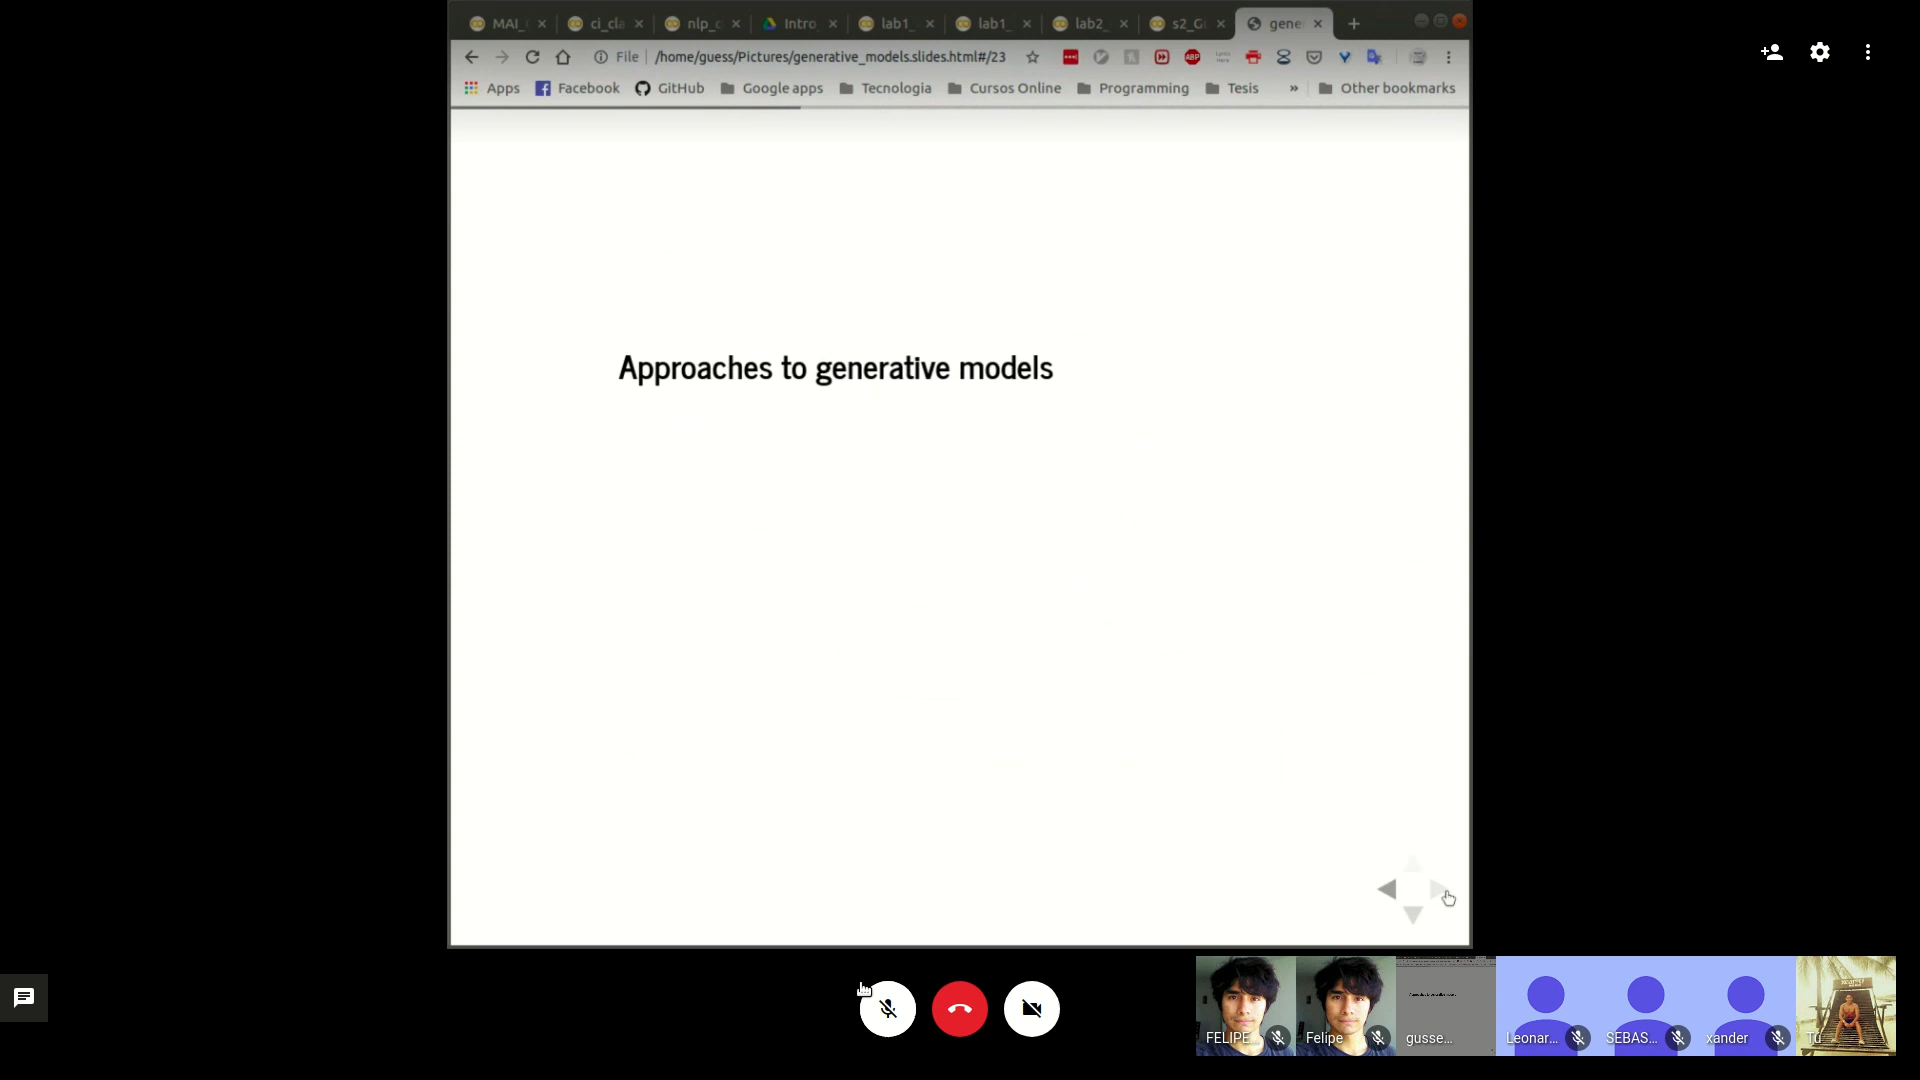 MAI_
ci_cla
nlp_c
Intro
lab1_
lab1_
lab2_
s2_G
gene
File
/home/guess/Pictures/generative_models.slides.html#/23
ABP
Apps
Facebook
GitHub
Google apps
Tecnologia
Cursos Online
Programming
Tesis
»
Other bookmarks
Approaches to generative models
FELIPE...
Felipe
gusse...
Leonar...
SEBAS...
xander
Tú